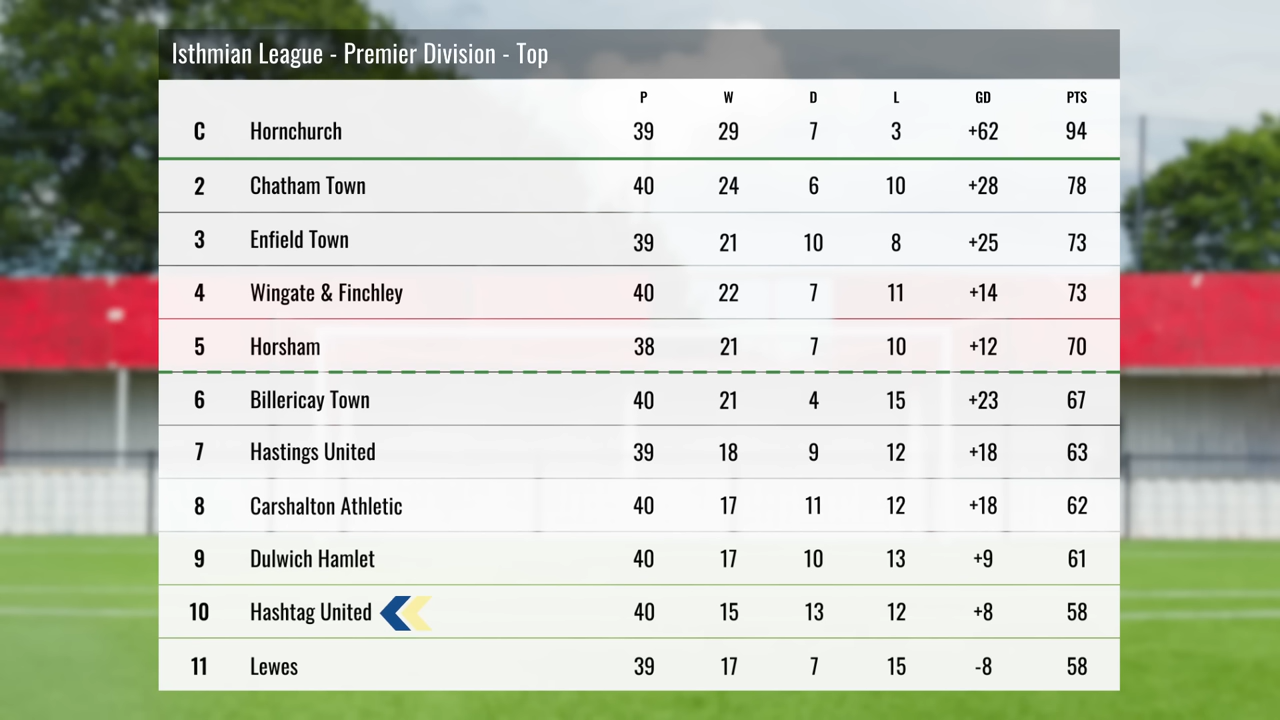 Isthmian League - Premier Division - Top
P W D L GD PTS
C Hornchurch 39 29 7 3 +62 94
2 Chatham Town 40 24 6 10 +28 78
3 Enfield Town 39 21 10 8 +25 73
4 Wingate & Finchley 40 22 7 11 +14 73
5 Horsham 38 21 7 10 +12 70
6 Billericay Town 40 21 4 15 +23 67
7 Hastings United 39 18 9 12 +18 63
8 Carshalton Athletic 40 17 11 12 +18 62
9 Dulwich Hamlet 40 17 10 13 +9 61
10 Hashtag United 40 15 13 12 +8 58
11 Lewes 39 17 7 15 -8 58